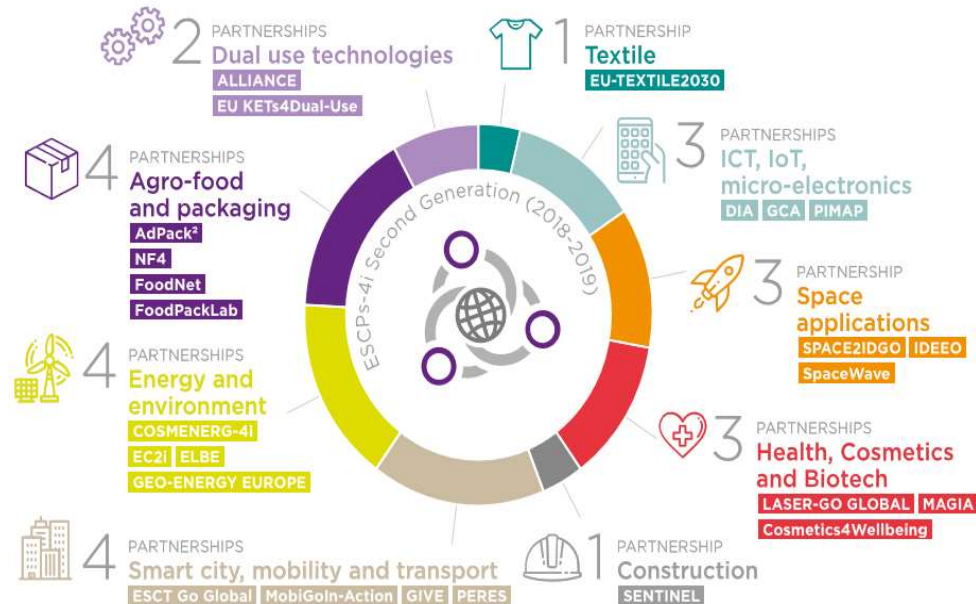 2
PARTNERSHIPS
Dual use technologies
ALLIANCE
EU KETs4Dual-Use
1
PARTNERSHIP
Textile
EU-TEXTILE2030
3
PARTNERSHIPS
ICT, IoT,
micro-electronics
DIA GCA PIMAP
3
PARTNERSHIP
Space
applications
SPACE2IDGO IDEEO
SpaceWave
3
PARTNERSHIPS
Health, Cosmetics
and Biotech
LASER-GO GLOBAL MAGIA
Cosmetics4Wellbeing
1
PARTNERSHIP
Construction
SENTINEL
4
PARTNERSHIPS
Smart city, mobility and transport
ESCT Go Global MobiGoIn-Action GIVE PERES
4
PARTNERSHIPS
Energy and
environment
COSMENERG-4i
EC2i ELBE
GEO-ENERGY EUROPE
4
PARTNERSHIPS
Agro-food
and packaging
AdPack²
NF4
FoodNet
FoodPackLab
ESCPs-4i Second Generation (2018-2019)